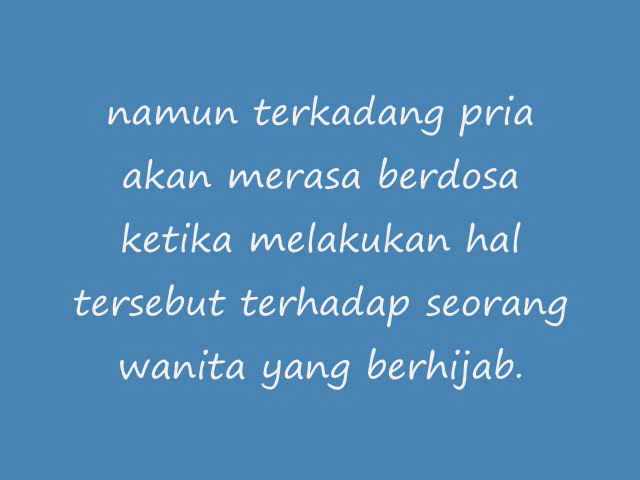 namun terkadang pria
akan merasa berdosa
ketika melakukan hal
tersebut terhadap seorang
wanita yang berhijab.